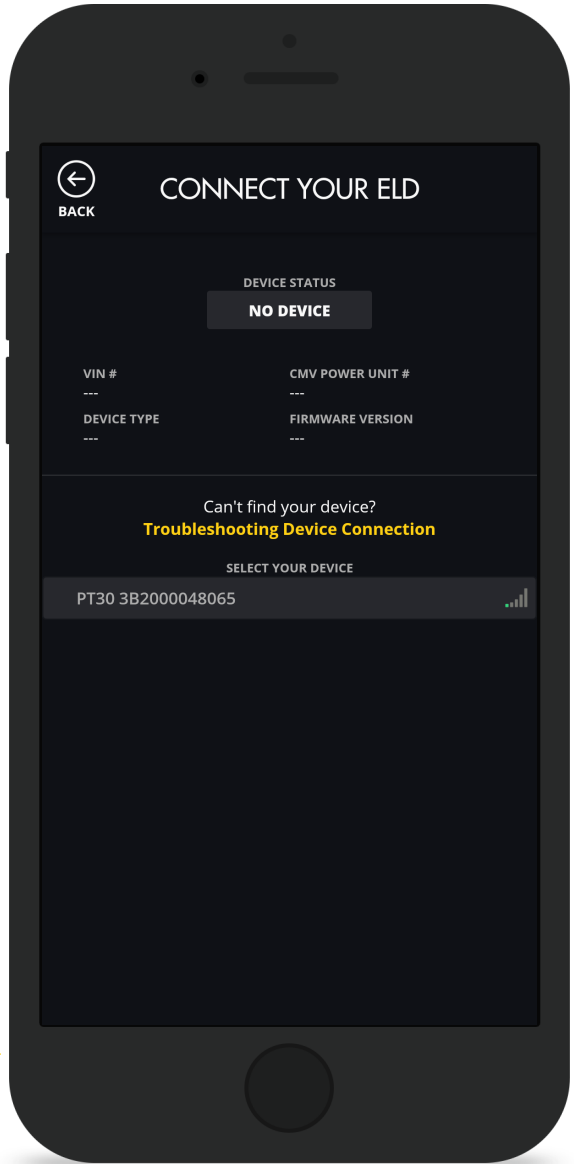 CONNECT YOUR ELD
BACK
DEVICE STATUS
NO DEVICE
VIN #
---
CMV POWER UNIT #
---
DEVICE TYPE
---
FIRMWARE VERSION
---
Can't find your device?
Troubleshooting Device Connection
SELECT YOUR DEVICE
PT30 3B2000048065